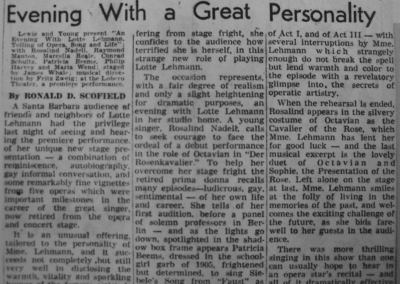 Evening With a Great Personality
Lewis and Young present "An
Evening With Lotte Lehmann,
Telling of Opera, Song and Life"
with Rosalind Nadell, Raymond
Marcella Reale,
Schultz, Patricia Beems, Philip
Harvey and Maria Wend, staged
by James Whale; musical direc-
tion by Fritz Zweig; at the Lobero
Theatre, a premiere performance.
By RONALD D. SCOFIELD
A Santa Barbara audience of
friends and neighbors of Lotte
Lehmann had the privilege
last night of seeing and hear-
ing the premiere performance
of her unique new stage pre-
sentation — a combination of
reminiscence, autobiography,
gay informal conversation, and
some remarkably fine vignettes
from five operas which were
important milestones in the
career of the great singer,
now retired from the opera
and concert stage.
It is an unusual offering,
tailored to the personality of
Mme. Lehmann, and it
needs not completely but still
very well in disclosing the
warmth, vitality and sparkling
fering from stage fright, she
confides to the audience how
terrified she is herself, in this
strange new role of playing
Lotte Lehmann.
The occasion represents,
with a fair degree of realism
and only a slight heightening
for dramatic purposes, an
evening with Lotte Lehmann
in her studio home. A young
singer, Rosalind Nadell, calls
to seek courage to face the
ordeal of a debut performance
in the role of Octavian in "Der
Rosenkavalier." To help her
overcome her stage fright the
retired prima donna recalls
many episodes—ludicrous, gay,
sentimental — of her own life
and career. She tells of her
first audition, before a panel
of solemn professors in Ber-
lin — and as the lights go
down, spotlighted in the shad-
ow box frame appears Patricia
Beems, dressed in the school-
girl garb of 1905, frightened
but determined, to sing Sie-
bele's Song from "Faust" as
of Act I, and of Act III — with
several interruptions by Mme.
Lehmann which strangely
enough do not break the spell
but lend warmth and color to
the episode with a revelatory
glimpse into the, secrets of
operatic artistry.
When the rehearsal is ended,
Rosalind appears in the silvery
costume of Octavian as the
Cavalier of the Rose, which
Mme. Lehmann has lent her
for good luck — and the last
musical excerpt is the lovely
duet of Octavian and
Sophie, the Presentation of the
Rose. Left alone on the stage
at last, Mme. Lehmann smiles
at the folly of living in the
memories of the past, and wel-
comes the exciting challenge of
the future, as she bids fare-
well to her guests in the audi-
ence.
There was more thrilling
singing in this show than one
can usually hope to hear in
an opera star's recital — and
all of it dramatically effective